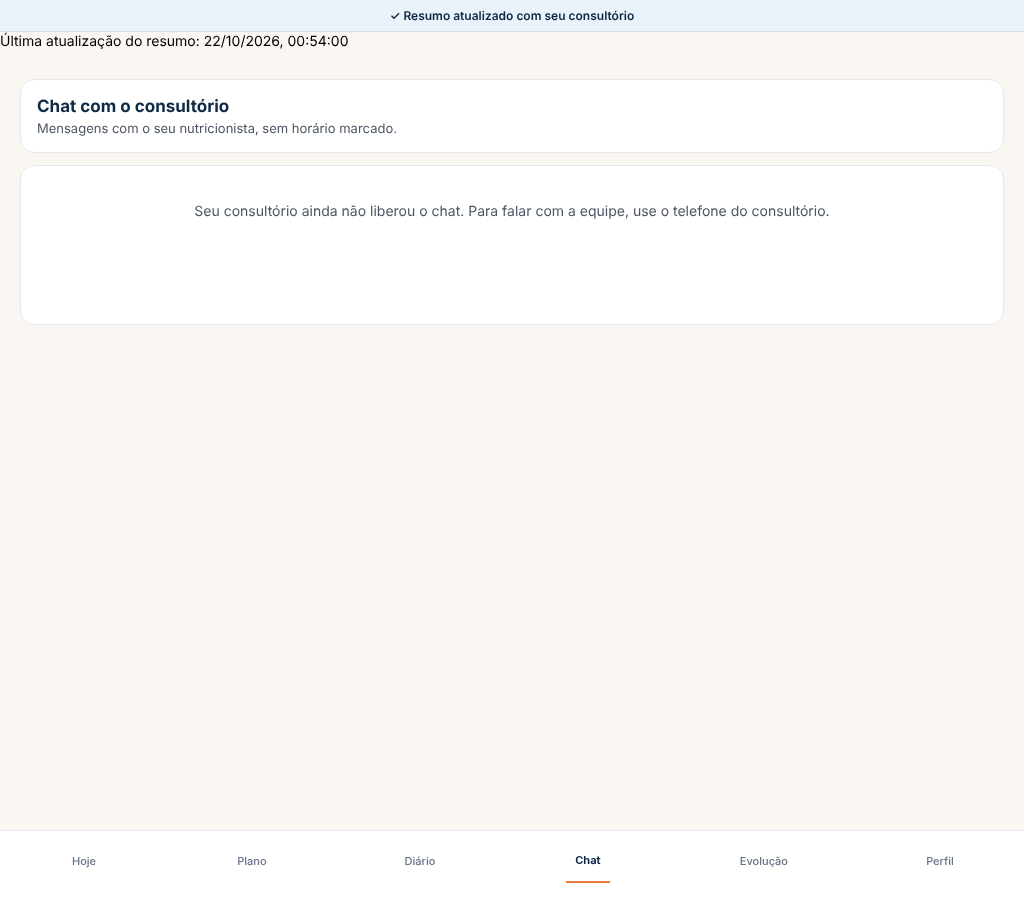 ✓ Resumo atualizado com seu consultório
Última atualização do resumo: 22/10/2026, 00:54:00
Chat com o consultório
Mensagens com o seu nutricionista, sem horário marcado.
Seu consultório ainda não liberou o chat. Para falar com a equipe, use o telefone do consultório.
Hoje
Plano
Diário
Chat
Evolução
Perfil